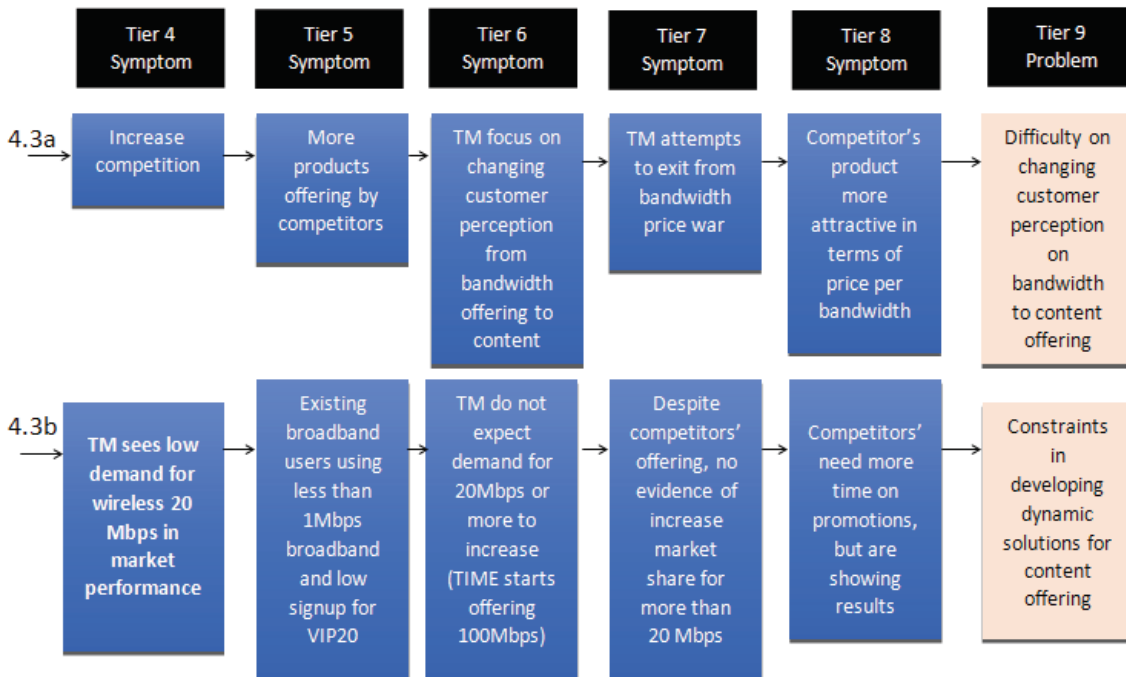 Tier 4
Symptom
Tier 5
Symptom
Tier 6
Symptom
Tier 7
Symptom
Tier 8
Symptom
Tier 9
Problem
4.3a
Increase
competition
More
products
offering by
competitors
TM focus on
changing
customer
perception
from
bandwidth
offering to
content
TM attempts
to exit from
bandwidth
price war
Competitor's
product
more
attractive in
terms of
price per
bandwidth
Difficulty on
changing
customer
perception
on
bandwidth
to content
offering
4.3b
TM sees low
demand for
wireless 20
Mbps in
market
performance
Existing
broadband
users using
less than
1Mbps
broadband
and low
signup for
VIP20
TM do not
expect
demand for
20Mbps or
more to
increase
(TIME starts
offering
100Mbps)
Despite
competitors'
offering, no
evidence of
increase
market
share for
more than
20 Mbps
Competitors'
need more
time on
promotions,
but are
showing
results
Constraints
in
developing
dynamic
solutions for
content
offering